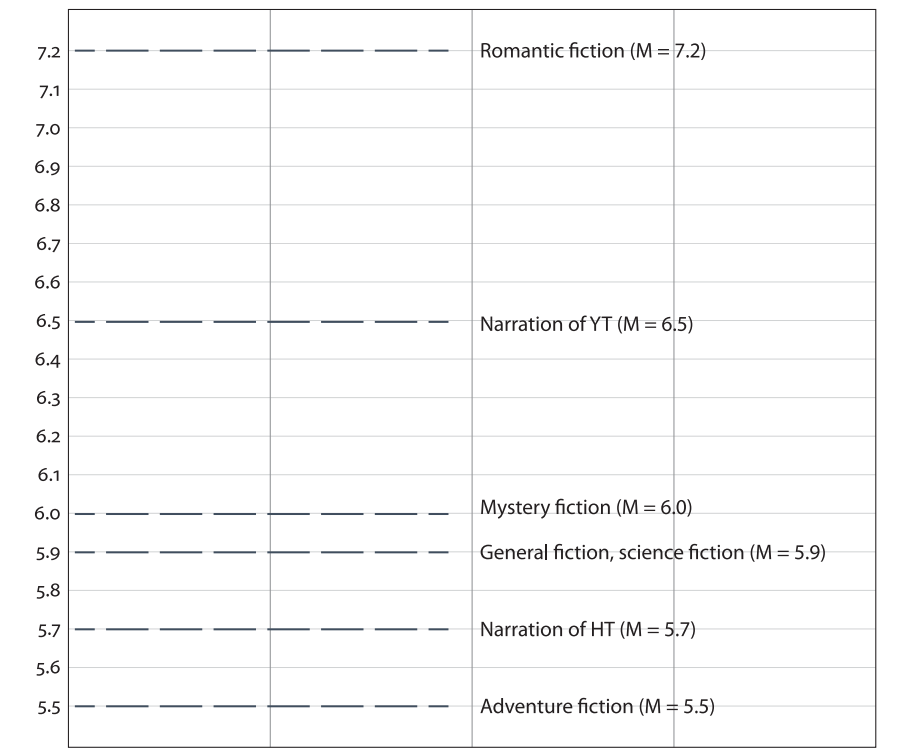 7.2 Romantic fiction (M = 7.2)
7.1
7.0
6.9
6.8
6.7
6.6
6.5 Narration of YT (M = 6.5)
6.4
6.3
6.2
6.1
6.0 Mystery fiction (M = 6.0)
5.9 General fiction, science fiction (M = 5.9)
5.8
5.7 Narration of HT (M = 5.7)
5.6
5.5 Adventure fiction (M = 5.5)